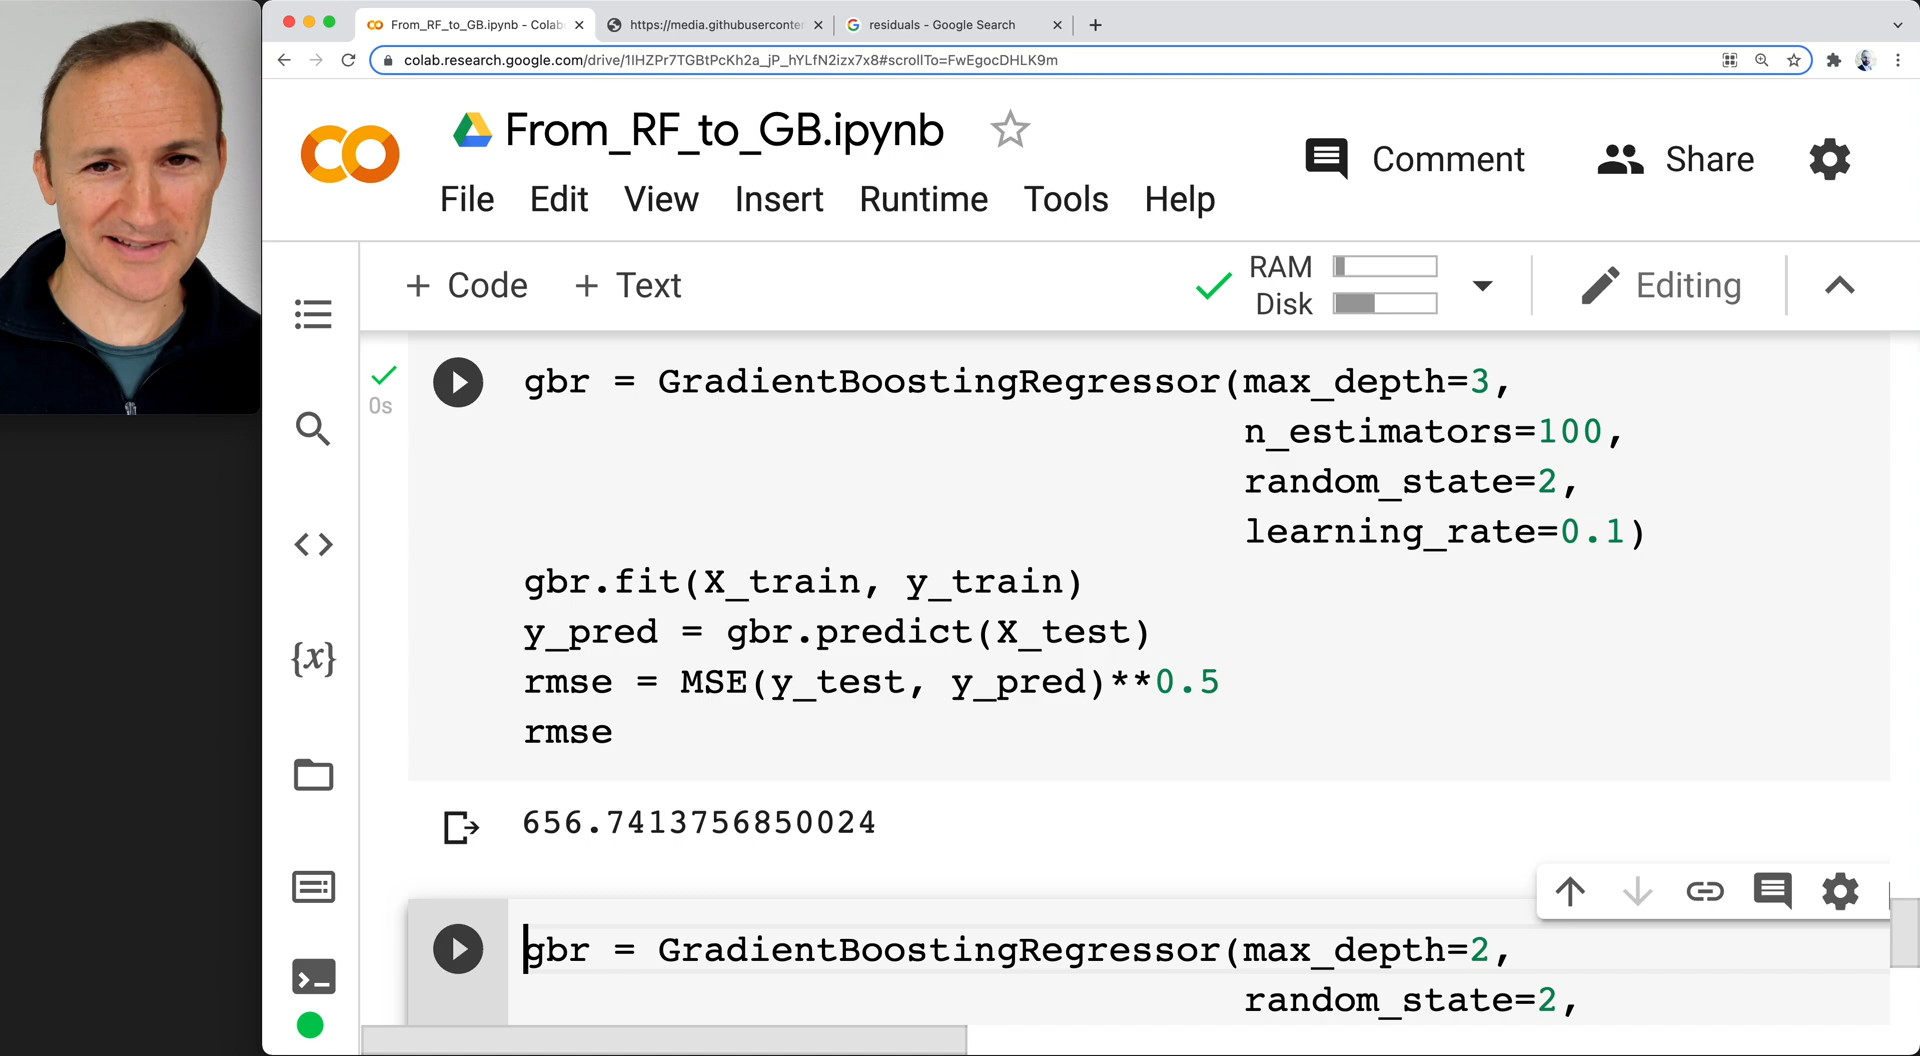 From_RF_to_GB.ipynb - Colab
https://media.githubuserconter
residuals - Google Search
colab.research.google.com/drive/1IHZPr7TGBtPcKh2a_jP_hYLfN2izx7x8#scrollTo=FwEgocDHLK9m
From_RF_to_GB.ipynb
Comment
Share
File Edit View Insert Runtime Tools Help
+ Code + Text
RAM
Disk
Editing
0s
gbr = GradientBoostingRegressor(max_depth=3,
n_estimators=100,
random_state=2,
learning_rate=0.1)
gbr.fit(X_train, y_train)
y_pred = gbr.predict(X_test)
rmse = MSE(y_test, y_pred)**0.5
rmse
656.7413756850024
gbr = GradientBoostingRegressor(max_depth=2,
random_state=2,
{x}